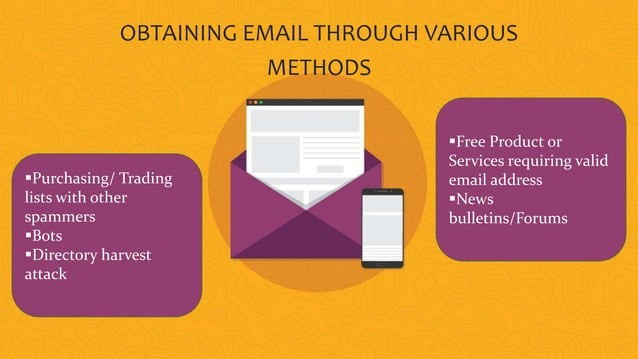 OBTAINING EMAIL THROUGH VARIOUS
METHODS
▪Purchasing/ Trading
lists with other
spammers
▪Bots
▪Directory harvest
attack
▪Free Product or
Services requiring valid
email address
▪News
bulletins/Forums